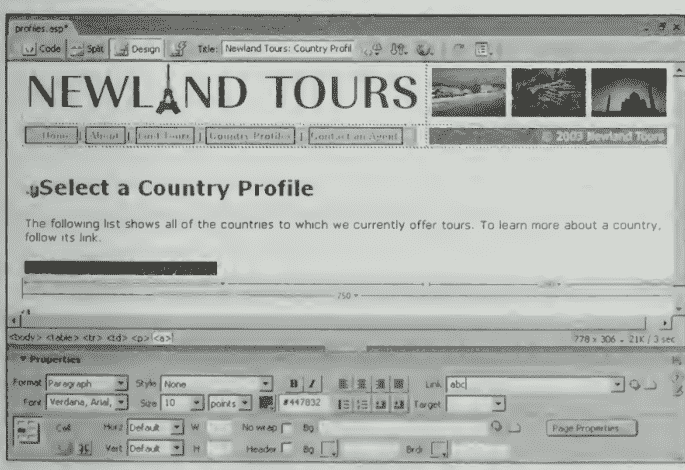 profiles.asp*
Code Split Design Title: Newland Tours: Country Profil
NEWLAND TOURS
Home | About | Find Tours | Country Profiles | Contact an Agent
© 2003 Newland Tours
Select a Country Profile
The following list shows all of the countries to which we currently offer tours. To learn more about a country,
follow its link.
750
<body> <table> <tr> <td> <p> <a>
778 x 306 21K / 3 sec
Properties
Format Paragraph Style None B I Link abc
Font Verdana, Arial, Size 10 points #447832 Target
Cell Horz Default W No wrap Bg Page Properties...
Vert Default H Header Bg Brdr